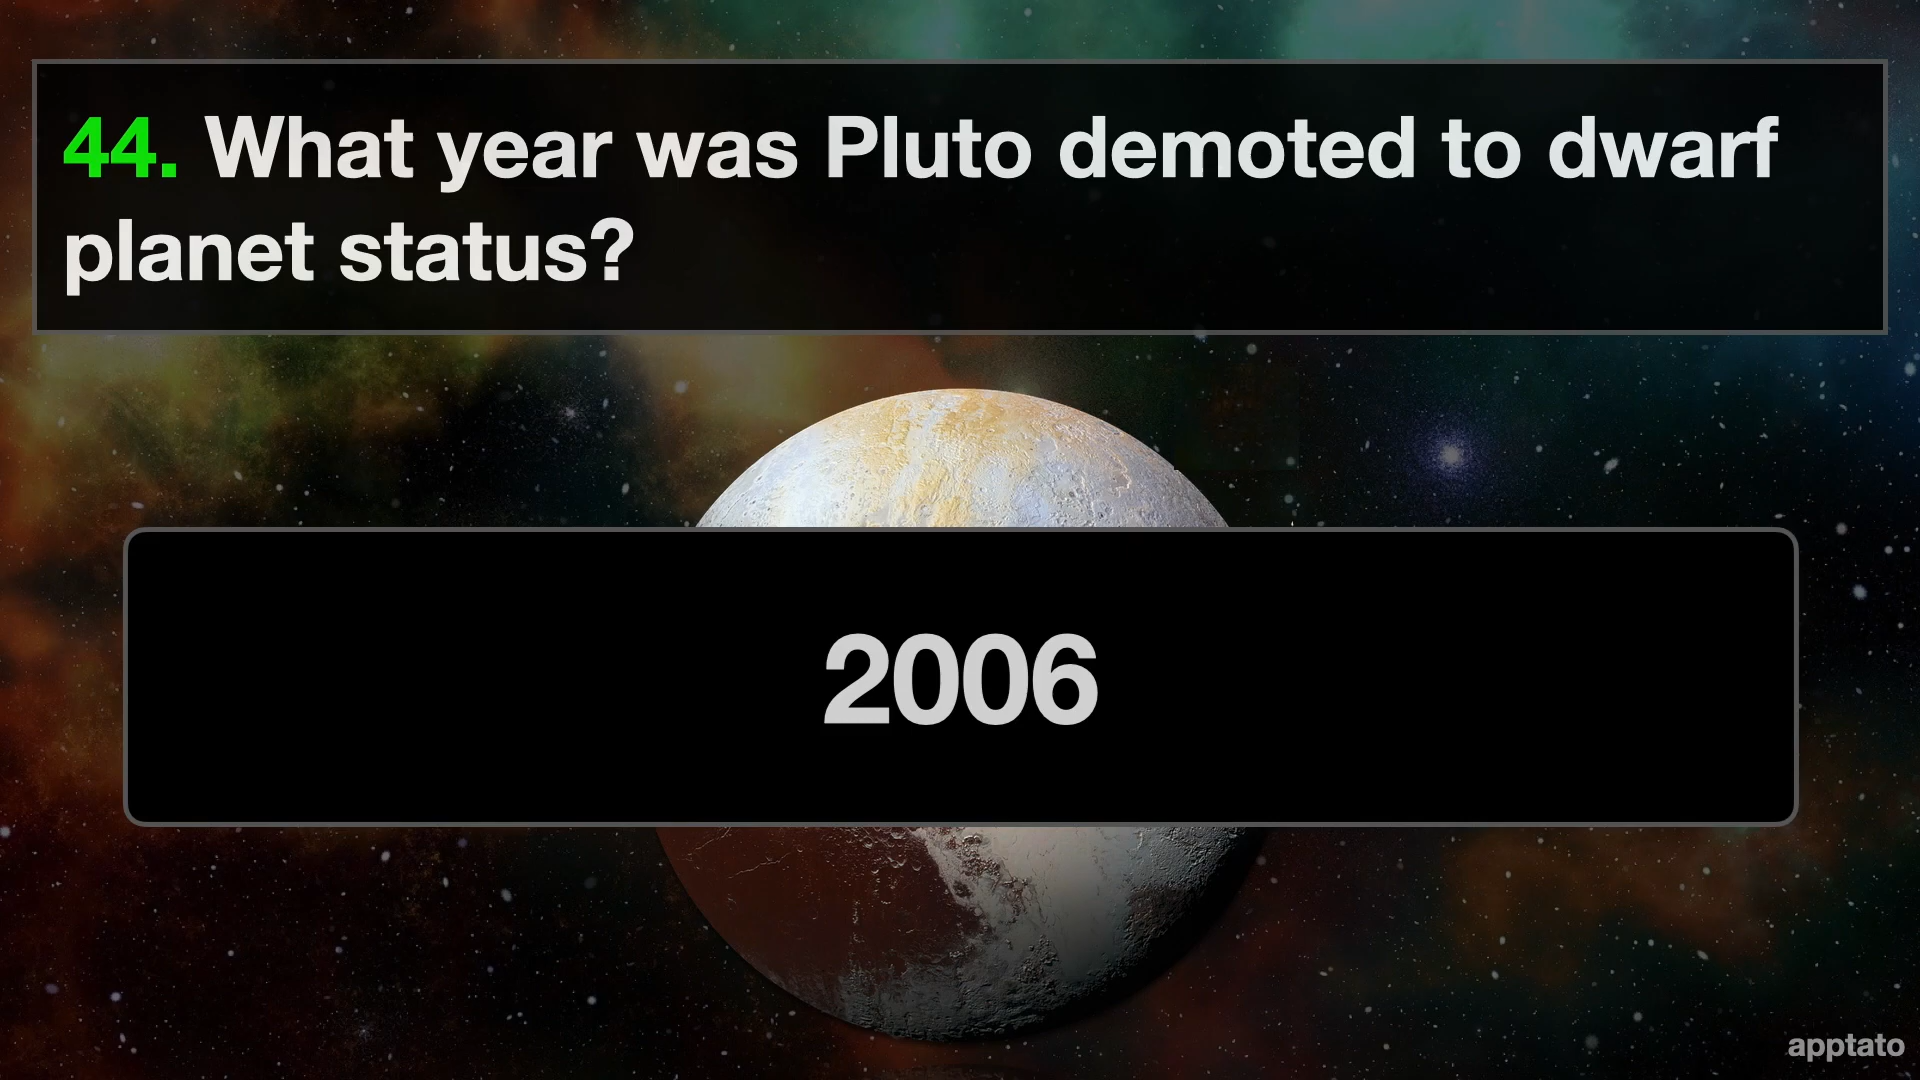 44. What year was Pluto demoted to dwarf
planet status?
2006
apptato